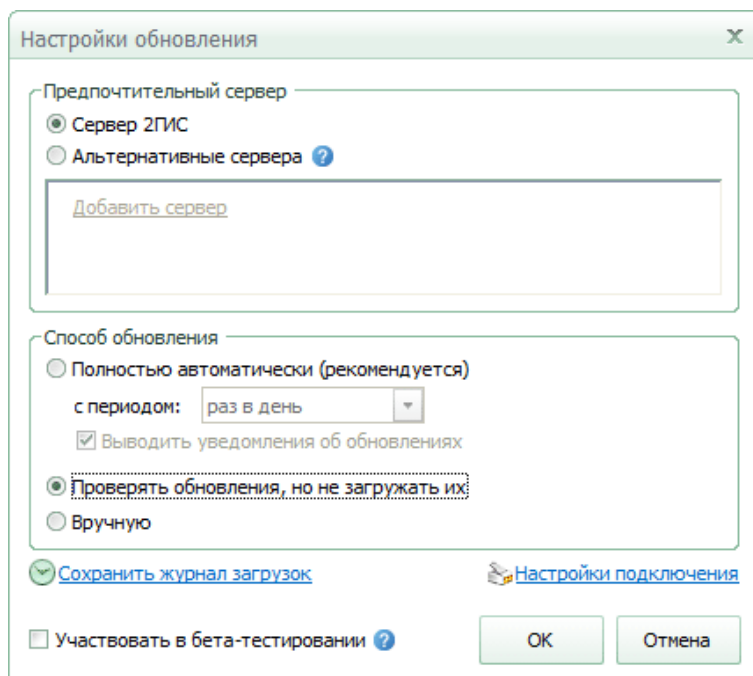 Настройки обновления
Предпочтительный сервер
Сервер 2ГИС
Альтернативные сервера ?
Добавить сервер
Способ обновления
Полностью автоматически (рекомендуется)
с периодом: раз в день
Выводить уведомления об обновлениях
Проверять обновления, но не загружать их
Вручную
Сохранить журнал загрузок Настройки подключения
Участвовать в бета-тестировании ? OK Отмена